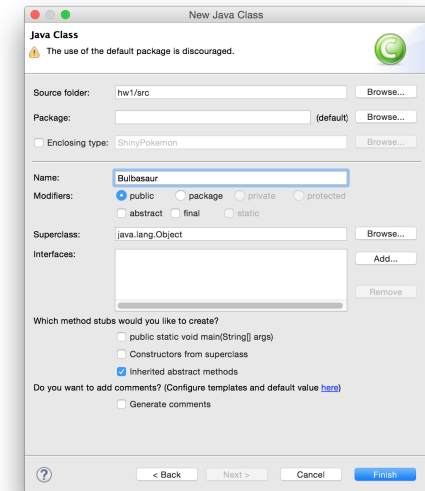 New Java Class
Java Class
The use of the default package is discouraged.
C
Source folder: hw1/src Browse...
Package: (default) Browse...
Enclosing type: ShinyPokemon Browse...
Name: Bulbasaur
Modifiers: public package private protected
abstract final static
Superclass: java.lang.Object Browse...
Interfaces: Add...
Remove
Which method stubs would you like to create?
public static void main(String[] args)
Constructors from superclass
Inherited abstract methods
Do you want to add comments? (Configure templates and default value here)
Generate comments
? < Back Next > Cancel Finish